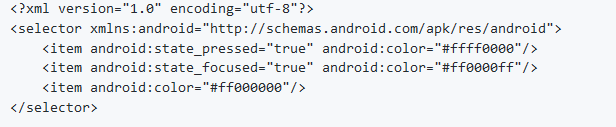 <?xml version="1.0" encoding="utf-8"?>
<selector xmlns:android="http://schemas.android.com/apk/res/android">
    <item android:state_pressed="true" android:color="#ffff0000"/>
    <item android:state_focused="true" android:color="#ff0000ff"/>
    <item android:color="#ff000000"/>
</selector>